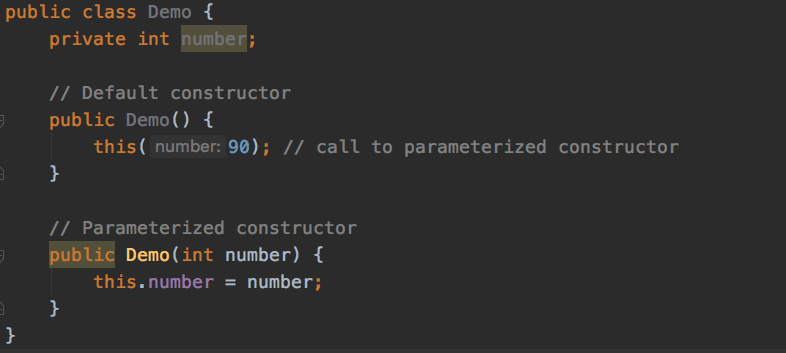 public class Demo {
private int number;
// Default constructor
public Demo() {
this( number: 90); // call to parameterized constructor
}
// Parameterized constructor
public Demo(int number) {
this.number = number;
}
}